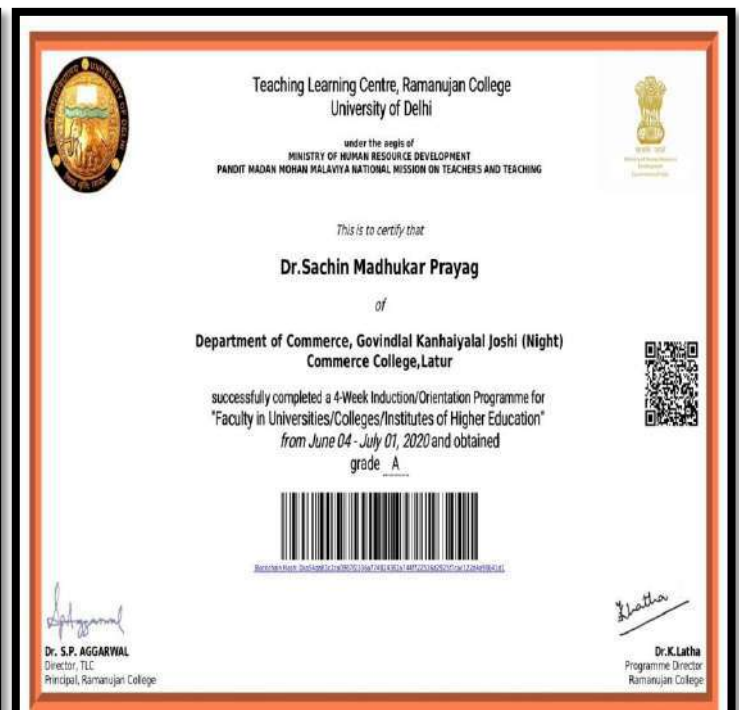 Teaching Learning Centre, Ramanujan College
University of Delhi
under the aegis of
MINISTRY OF HUMAN RESOURCE DEVELOPMENT
PANDIT MADAN MOHAN MALAVIYA NATIONAL MISSION ON TEACHERS AND TEACHING
This is to certify that
Dr.Sachin Madhukar Prayag
of
Department of Commerce, Govindlal Kanhaiyalal Joshi (Night)
Commerce College,Latur
successfully completed a 4-Week Induction/Orientation Programme for
"Faculty in Universities/Colleges/Institutes of Higher Education"
from June 04 - July 01, 2020 and obtained
grade A
Dr. S.P. AGGARWAL
Director, TLC
Principal, Ramanujan College
Dr.K.Latha
Programme Director
Ramanujan College